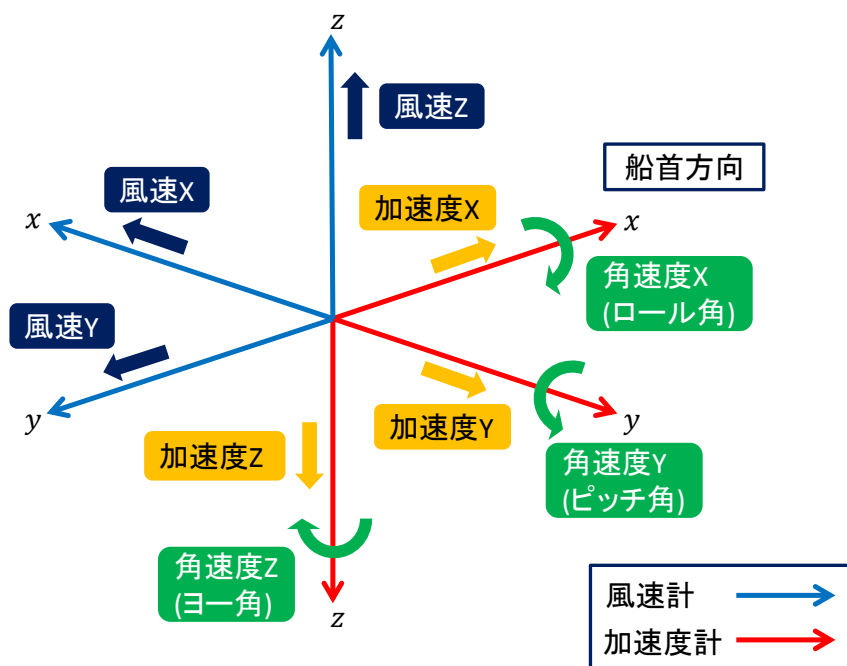 z
風速Z
船首方向
風速X
加速度X
x
x
角速度X
(ロール角)
風速Y
y
加速度Y
y
加速度Z
角速度Y
(ピッチ角)
角速度Z
(ヨー角)
z
風速計
加速度計